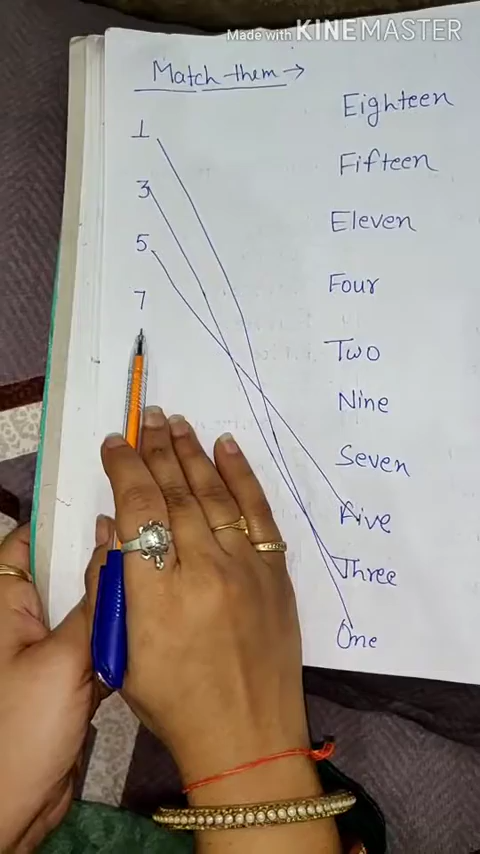 Made with KINEMASTER
Match them →
1
3
5
7
Eighteen
Fifteen
Eleven
Four
Two
Nine
Seven
Five
Three
One